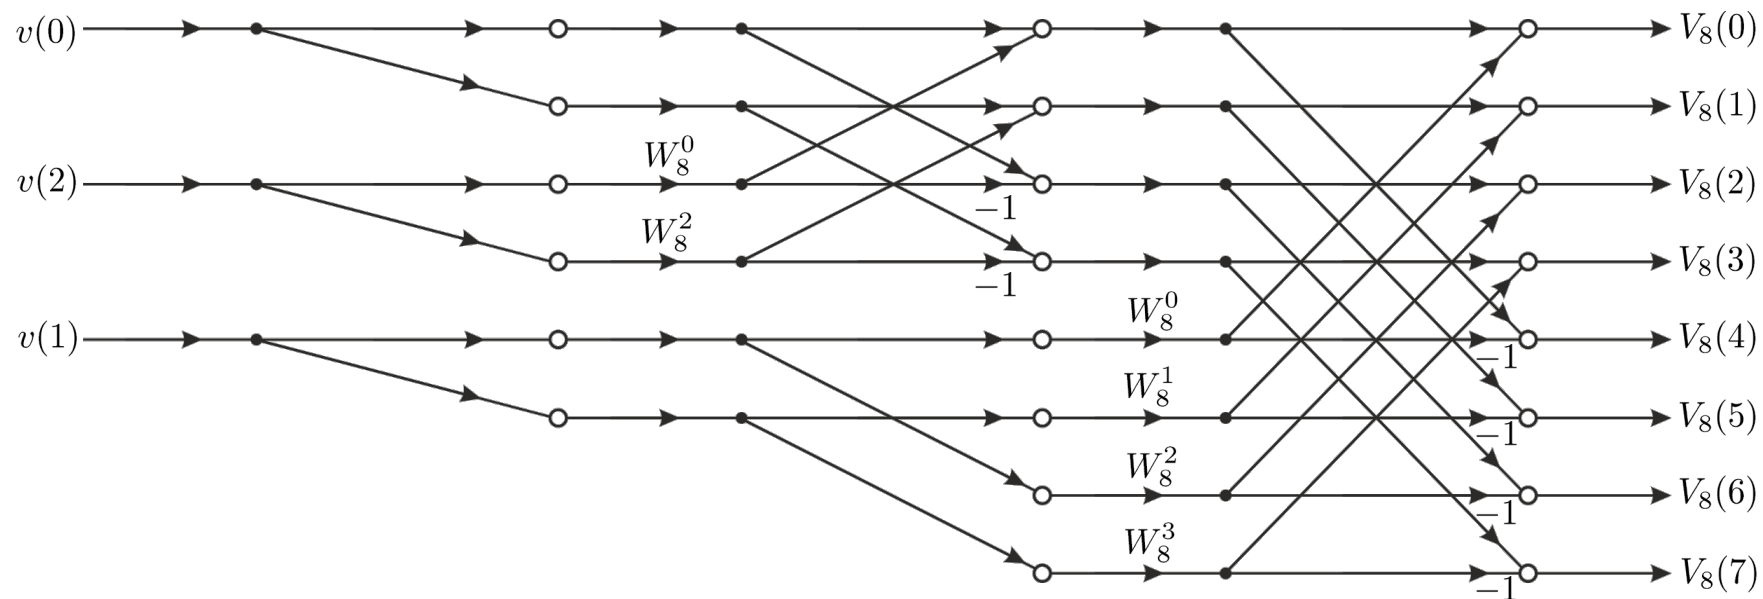 v(0) V_8(0)
V_8(1)
W_8^0
v(2) V_8(2)
−1
W_8^2
V_8(3)
−1
W_8^0
v(1) V_8(4)
−1
W_8^1
V_8(5)
−1
W_8^2
V_8(6)
−1
W_8^3
V_8(7)
−1